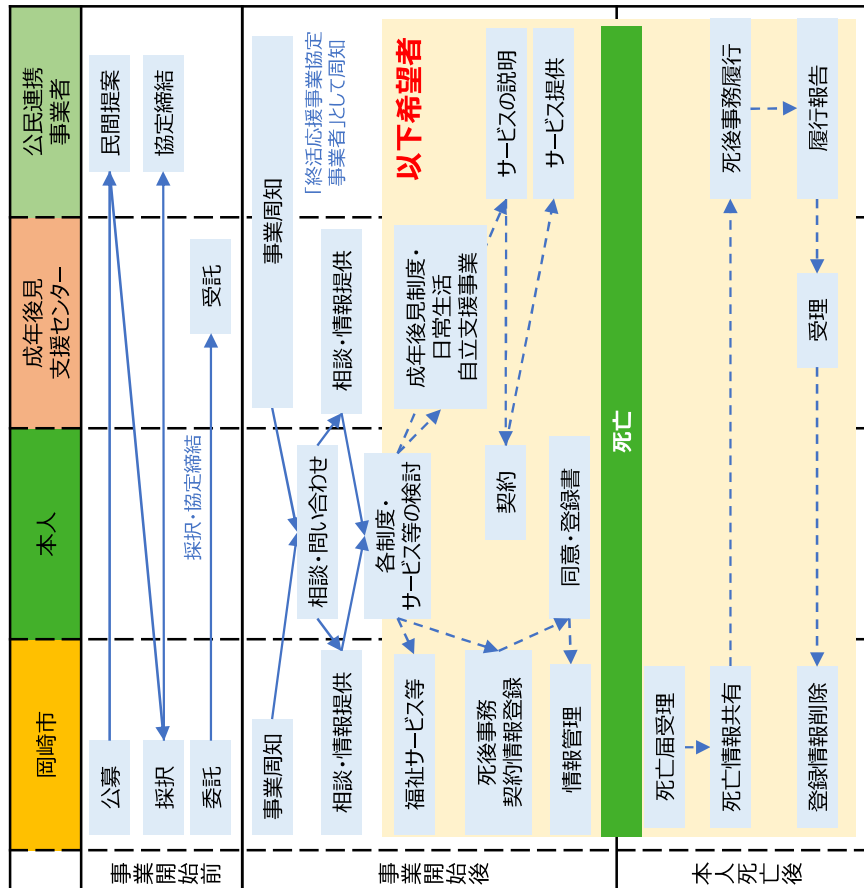 岡崎市
本人
成年後見
支援センター
公民連携
事業者
事業開始前
公募
民間提案
採択
協定締結
採択・協定締結
委託
受託
事業開始後
事業周知
事業周知
「終活応援事業協定
事業者」として周知
相談・問い合わせ
相談・情報提供
相談・情報提供
以下希望者
各制度・
サービス等の検討
福祉サービス等
成年後見制度・
日常生活
自立支援事業
死後事務
契約情報登録
契約
サービスの説明
情報管理
同意・登録書
サービス提供
死亡
本人死亡後
死亡届受理
死亡情報共有
死後事務履行
登録情報削除
受理
履行報告